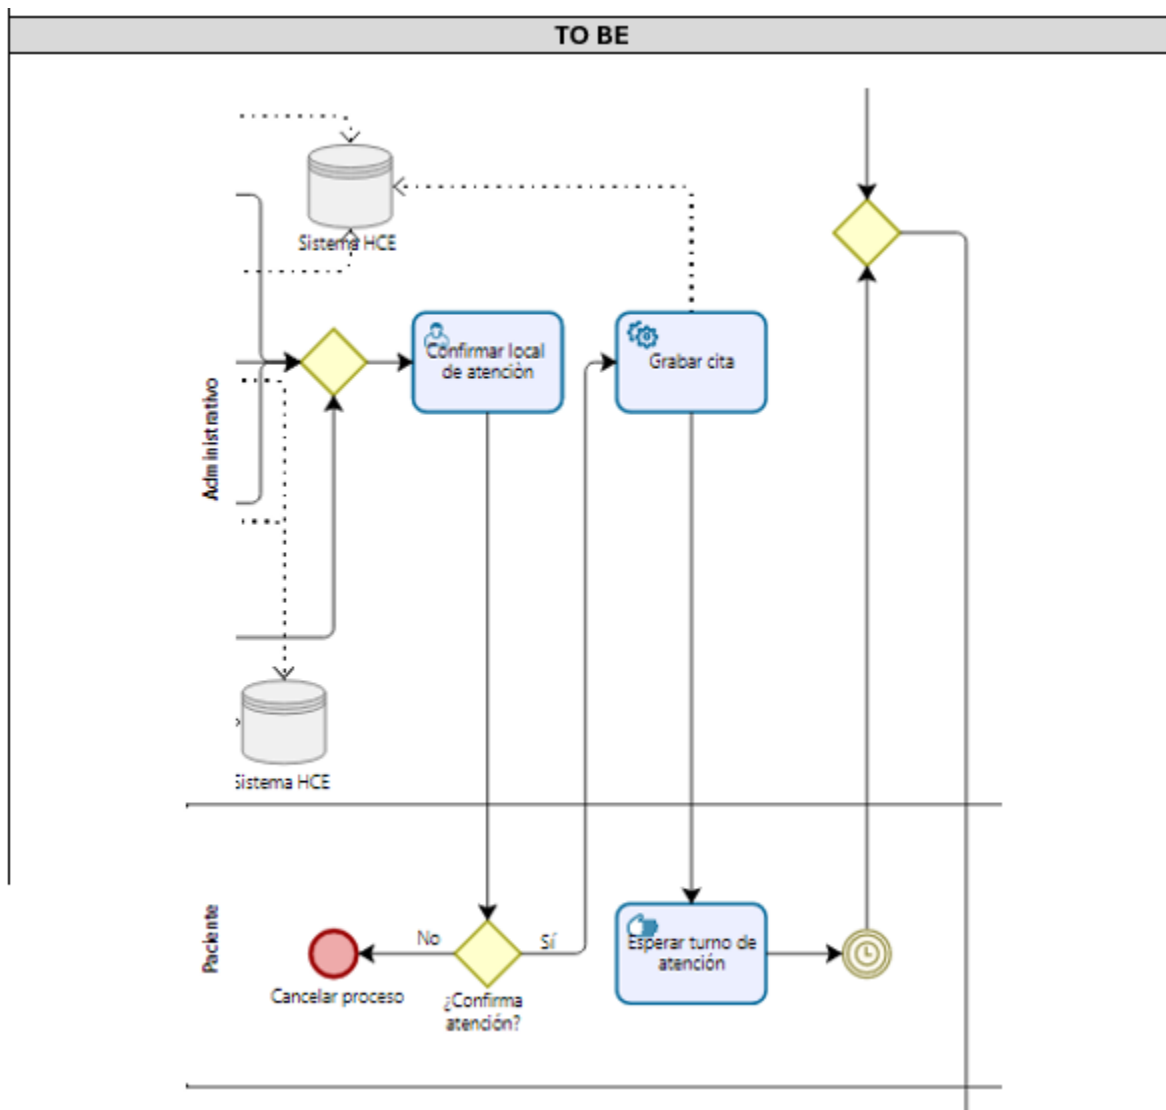 TO BE
Sistema HCE
Confirmar local
de atención
Grabar cita
Administrativo
Sistema HCE
Paciente
No
Sí
Esperar turno de
atención
Cancelar proceso
¿Confirma
atención?